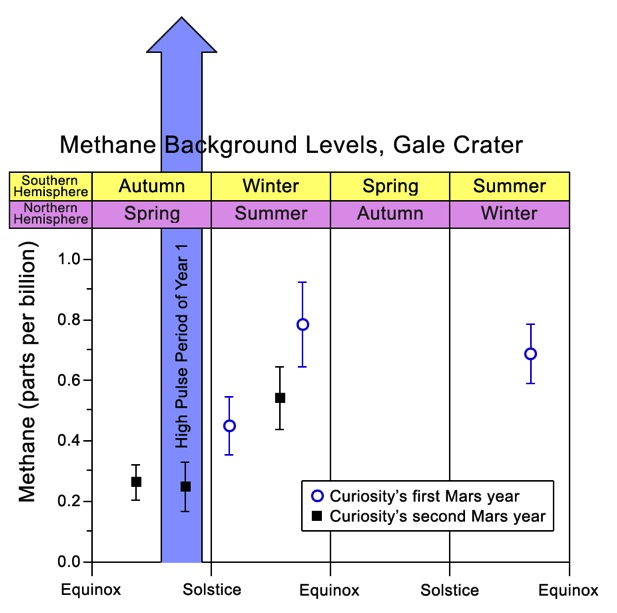 Methane Background Levels, Gale Crater
Southern
Hemisphere
Autumn Winter Spring Summer
Northern
Hemisphere
Spring Summer Autumn Winter
Methane (parts per billion)
1.0
0.8
0.6
0.4
0.2
0.0
High Pulse Period of Year 1
Curiosity's first Mars year
Curiosity's second Mars year
Equinox Solstice Equinox Solstice Equinox